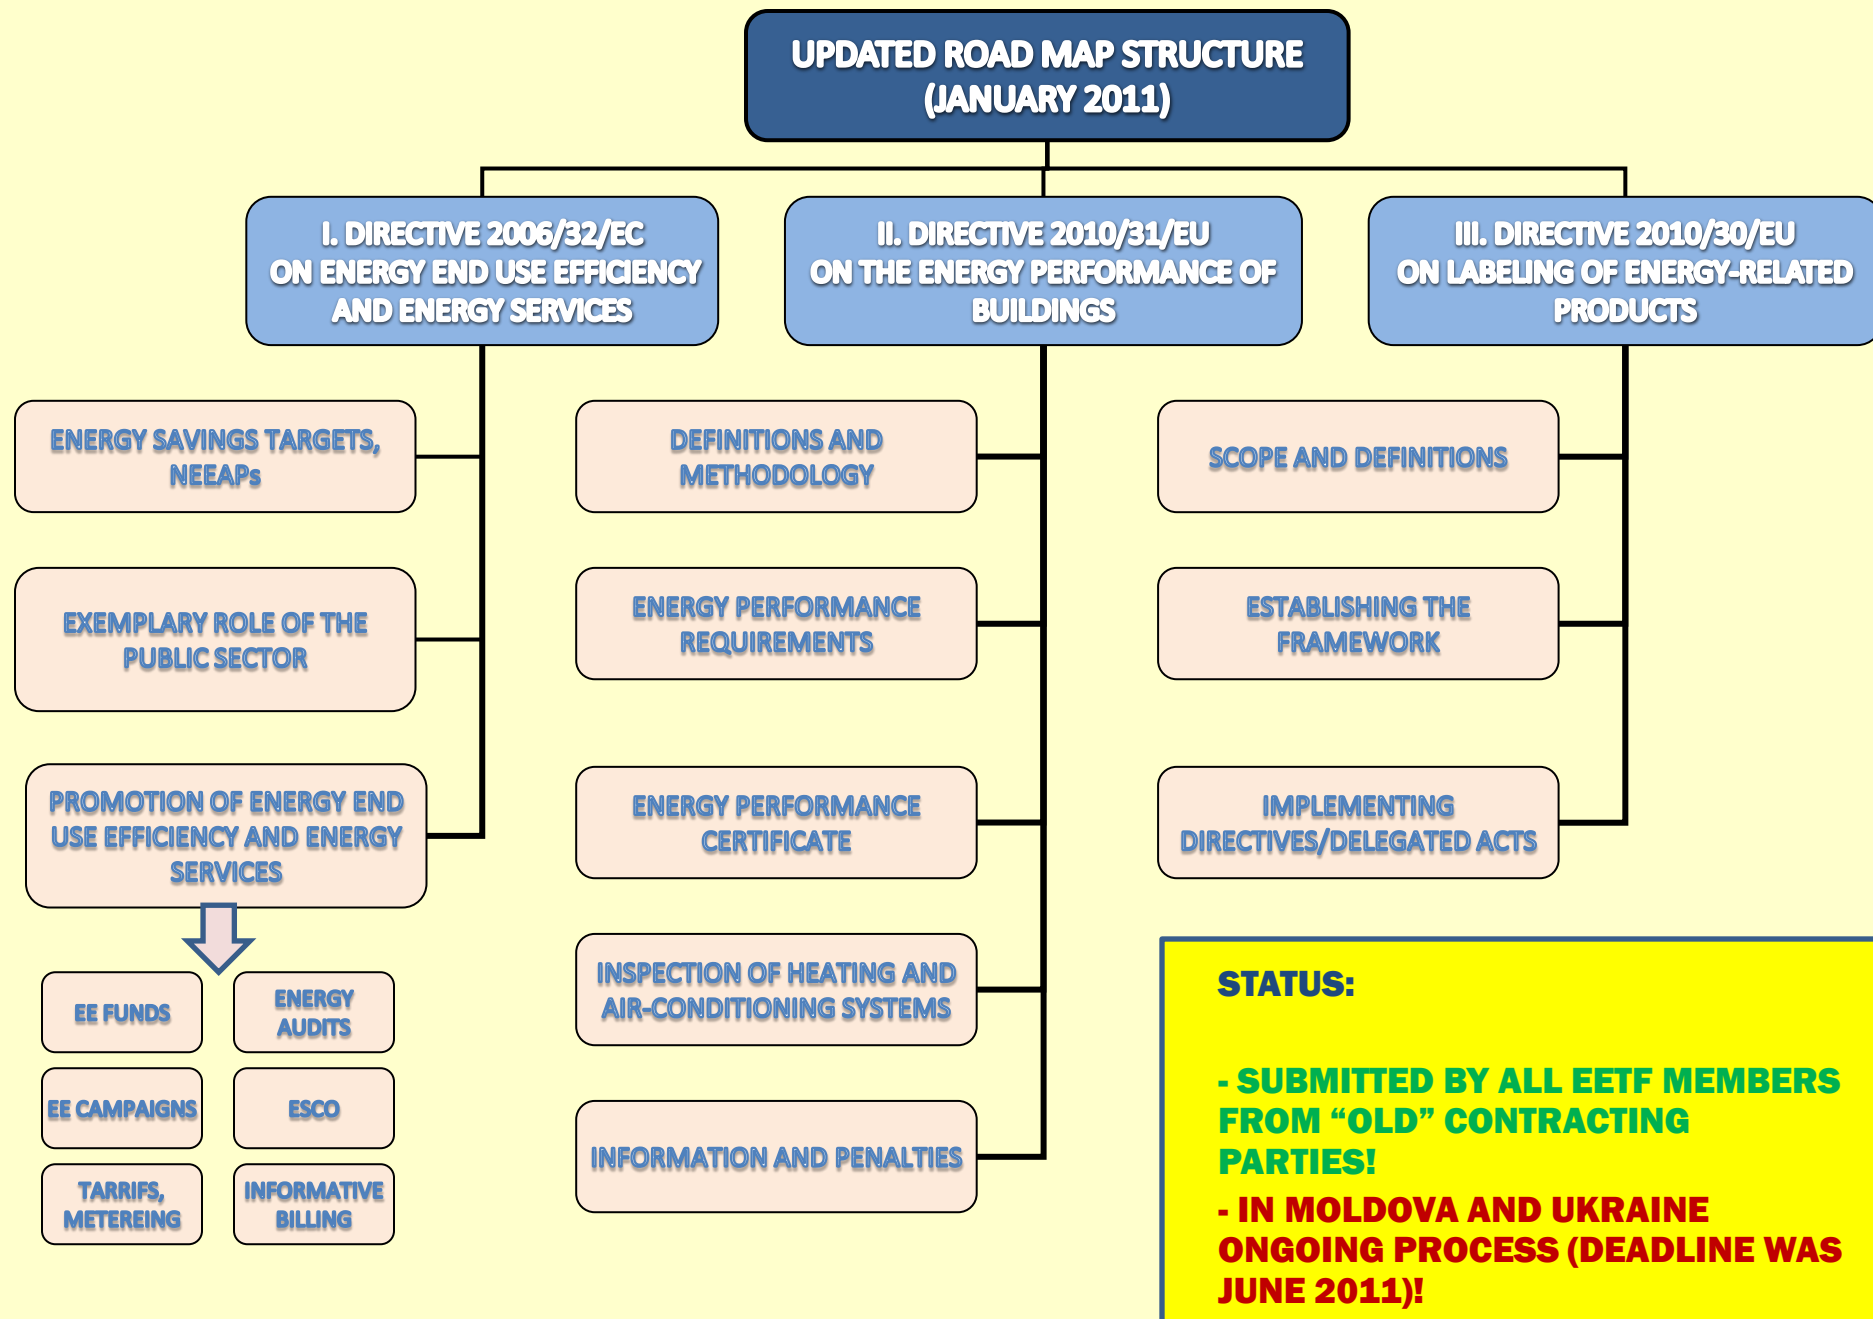 UPDATED ROAD MAP STRUCTURE
(JANUARY 2011)
I. DIRECTIVE 2006/32/EC
ON ENERGY END USE EFFICIENCY
AND ENERGY SERVICES
II. DIRECTIVE 2010/31/EU
ON THE ENERGY PERFORMANCE OF
BUILDINGS
III. DIRECTIVE 2010/30/EU
ON LABELING OF ENERGY-RELATED
PRODUCTS
ENERGY SAVINGS TARGETS,
NEEAPs
EXEMPLARY ROLE OF THE
PUBLIC SECTOR
PROMOTION OF ENERGY END
USE EFFICIENCY AND ENERGY
SERVICES
EE FUNDS
ENERGY
AUDITS
EE CAMPAIGNS
ESCO
TARRIFS,
METEREING
INFORMATIVE
BILLING
DEFINITIONS AND
METHODOLOGY
ENERGY PERFORMANCE
REQUIREMENTS
ENERGY PERFORMANCE
CERTIFICATE
INSPECTION OF HEATING AND
AIR-CONDITIONING SYSTEMS
INFORMATION AND PENALTIES
SCOPE AND DEFINITIONS
ESTABLISHING THE
FRAMEWORK
IMPLEMENTING
DIRECTIVES/DELEGATED ACTS
STATUS:
- SUBMITTED BY ALL EETF MEMBERS
FROM “OLD” CONTRACTING
PARTIES!
- IN MOLDOVA AND UKRAINE
ONGOING PROCESS (DEADLINE WAS
JUNE 2011)!